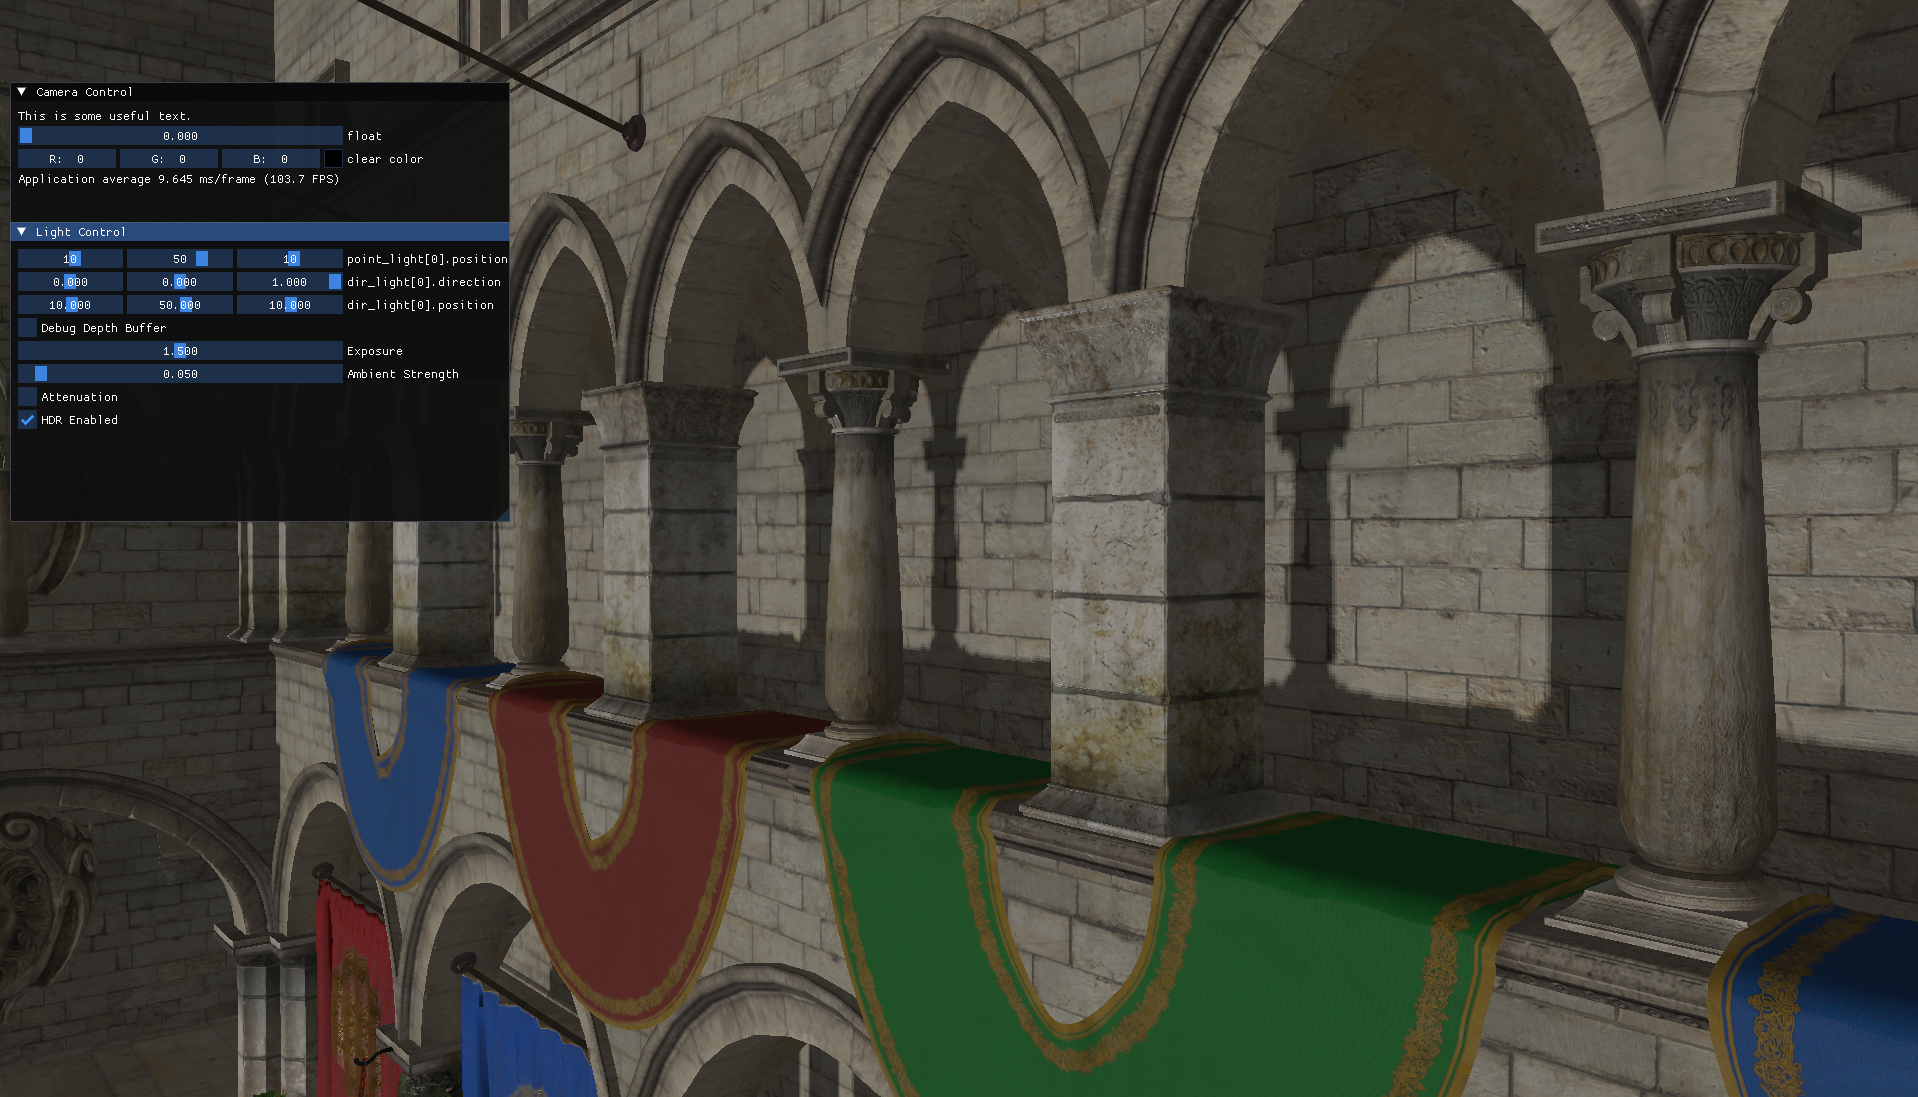 Camera Control
This is some useful text.
0.000 float
R: 0 G: 0 B: 0 clear color
Application average 9.645 ms/frame (103.7 FPS)
Light Control
10 50 10 point_light[0].position
0.000 0.000 1.000 dir_light[0].direction
10.000 50.000 10.000 dir_light[0].position
Debug Depth Buffer
1.500 Exposure
0.050 Ambient Strength
Attenuation
HDR Enabled